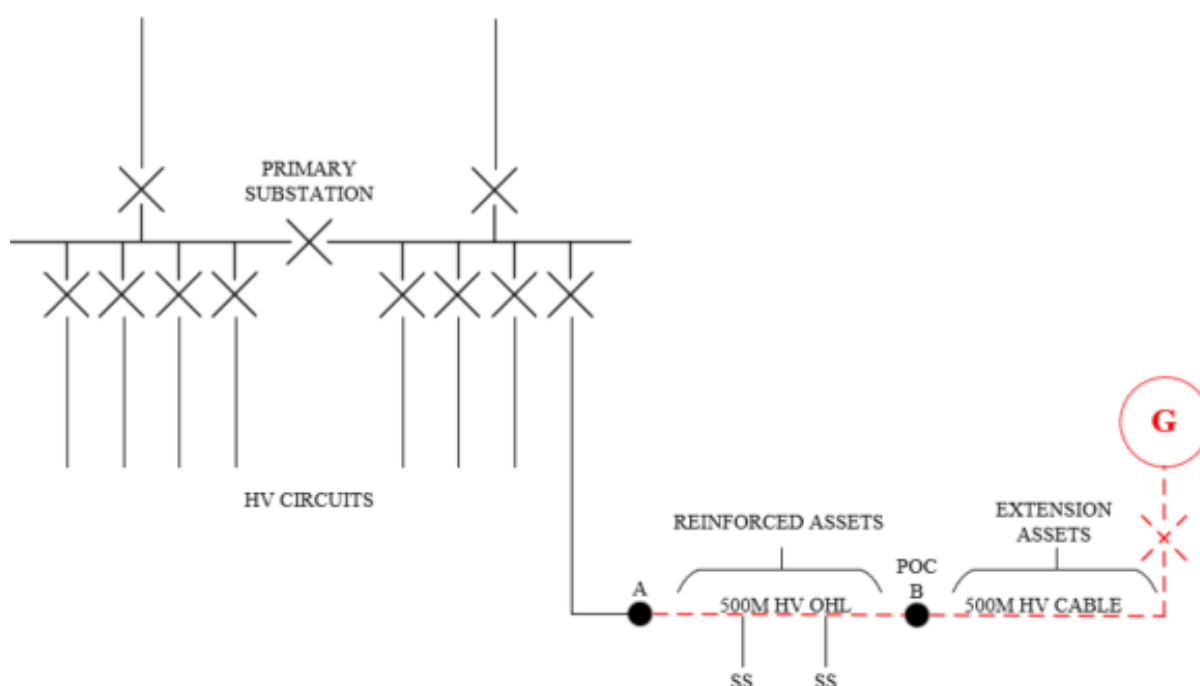 PRIMARY
SUBSTATION
HV CIRCUITS
G
REINFORCED ASSETS
EXTENSION
ASSETS
A
500M HV OHL
POC
B
500M HV CABLE
SS
SS